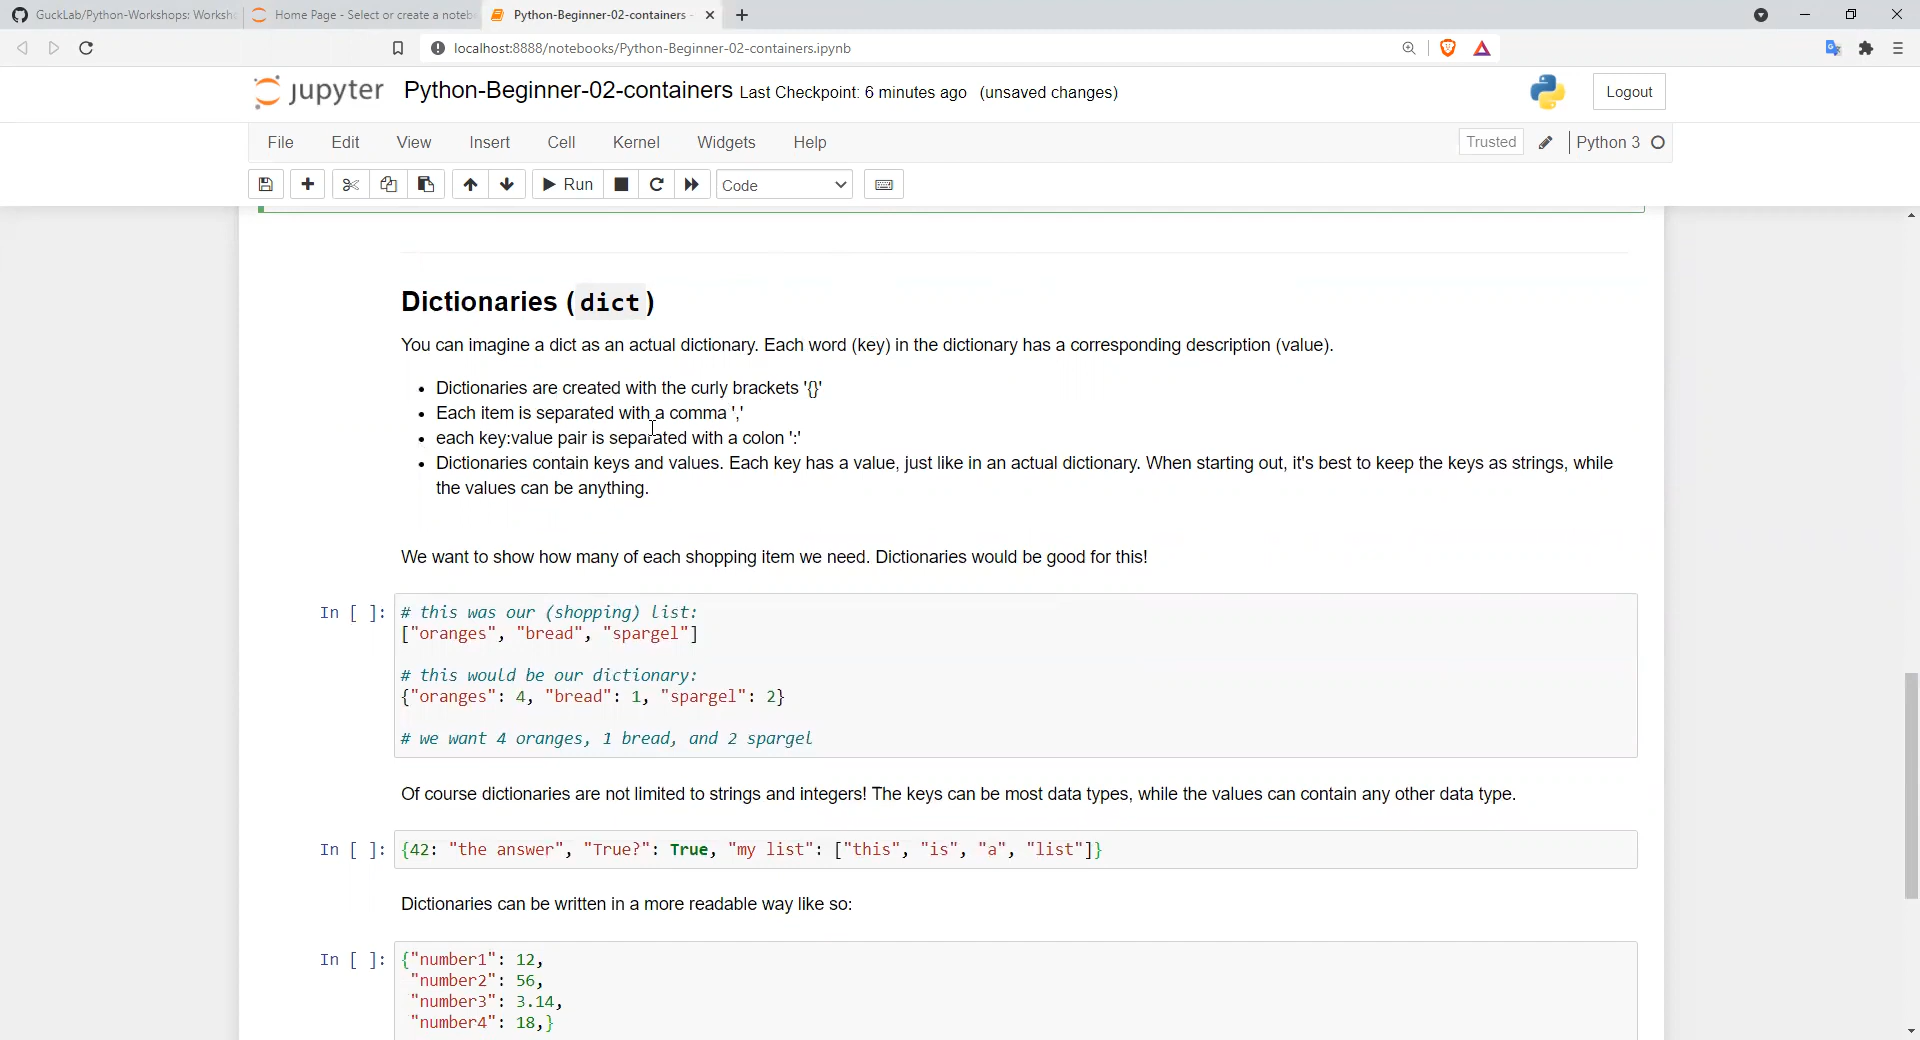 GuckLab/Python-Workshops: Worksh
Home Page - Select or create a noteb
Python-Beginner-02-containers -
localhost:8888/notebooks/Python-Beginner-02-containers.ipynb
jupyter Python-Beginner-02-containers Last Checkpoint: 6 minutes ago (unsaved changes)
Logout
File Edit View Insert Cell Kernel Widgets Help
Trusted Python 3
Run Code
Dictionaries (dict)
You can imagine a dict as an actual dictionary. Each word (key) in the dictionary has a corresponding description (value).
• Dictionaries are created with the curly brackets '{}'
• Each item is separated with a comma ','
• each key:value pair is separated with a colon ':'
• Dictionaries contain keys and values. Each key has a value, just like in an actual dictionary. When starting out, it's best to keep the keys as strings, while
the values can be anything.
We want to show how many of each shopping item we need. Dictionaries would be good for this!
In [ ]: # this was our (shopping) list:
["oranges", "bread", "spargel"]
# this would be our dictionary:
{"oranges": 4, "bread": 1, "spargel": 2}
# we want 4 oranges, 1 bread, and 2 spargel
Of course dictionaries are not limited to strings and integers! The keys can be most data types, while the values can contain any other data type.
In [ ]: {42: "the answer", "True?": True, "my list": ["this", "is", "a", "list"]}
Dictionaries can be written in a more readable way like so:
In [ ]: {"number1": 12,
"number2": 56,
"number3": 3.14,
"number4": 18,}